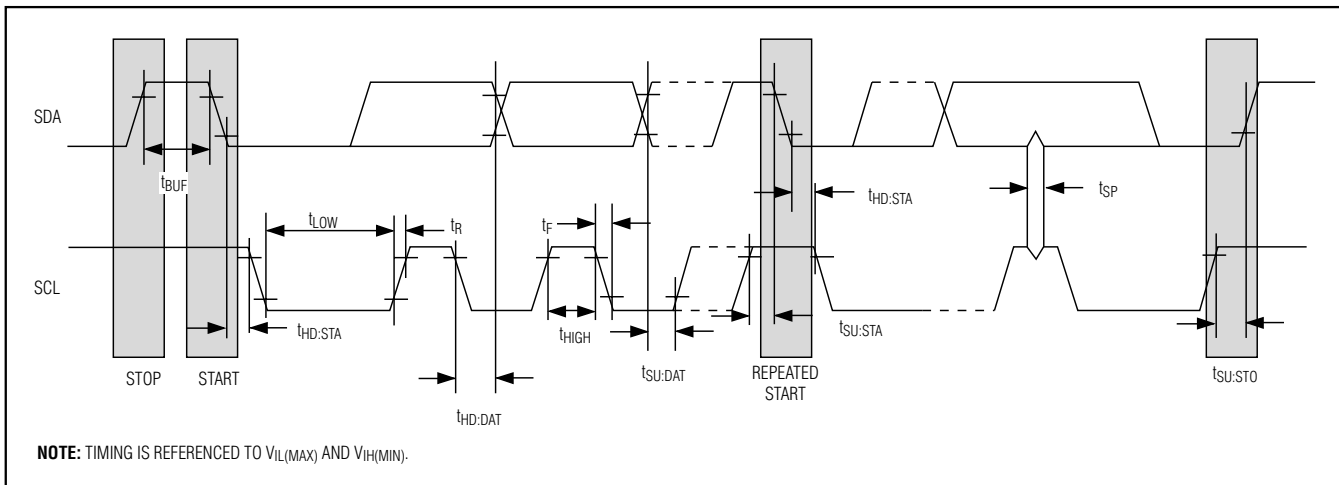 SDA
tBUF
tHD:STA
tSP
tLOW
tR
tF
SCL
tHD:STA
tHIGH
tSU:STA
tSU:DAT
tSU:STO
STOP
START
REPEATED
START
tHD:DAT
NOTE: TIMING IS REFERENCED TO VIL(MAX) AND VIH(MIN).